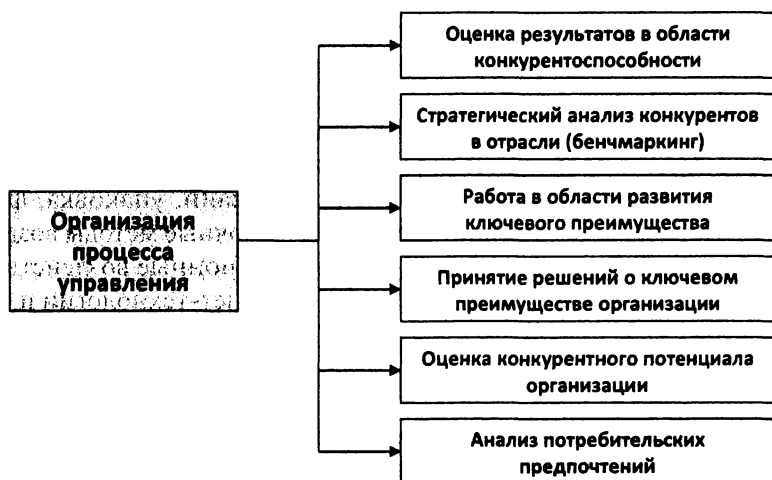 Оценка результатов в области
конкурентоспособности
Стратегический анализ конкурентов
в отрасли (бенчмаркинг)
Работа в области развития
ключевого преимущества
Организация
процесса
управления
Принятие решений о ключевом
преимуществе организации
Оценка конкурентного потенциала
организации
Анализ потребительских
предпочтений